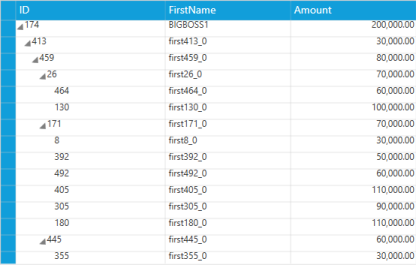 ID FirstName Amount
174 BIGBOSS1 200,000.00
413 first413_0 30,000.00
459 first459_0 80,000.00
26 first26_0 70,000.00
464 first464_0 60,000.00
130 first130_0 100,000.00
171 first171_0 70,000.00
8 first8_0 30,000.00
392 first392_0 50,000.00
492 first492_0 60,000.00
405 first405_0 110,000.00
305 first305_0 90,000.00
180 first180_0 110,000.00
445 first445_0 60,000.00
355 first355_0 30,000.00